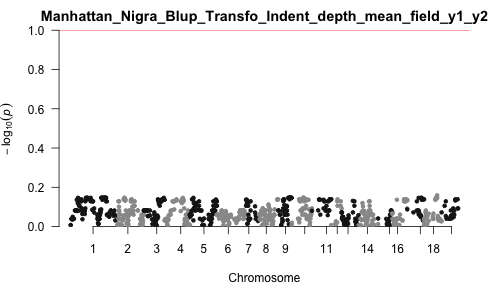 Manhattan_Nigra_Blup_Transfo_Indent_depth_mean_field_y1_y2
1.0
0.8
0.6
0.4
0.2
0.0
− log10(p)
1 2 3 4 5 6 7 8 9 11 14 16 18
Chromosome